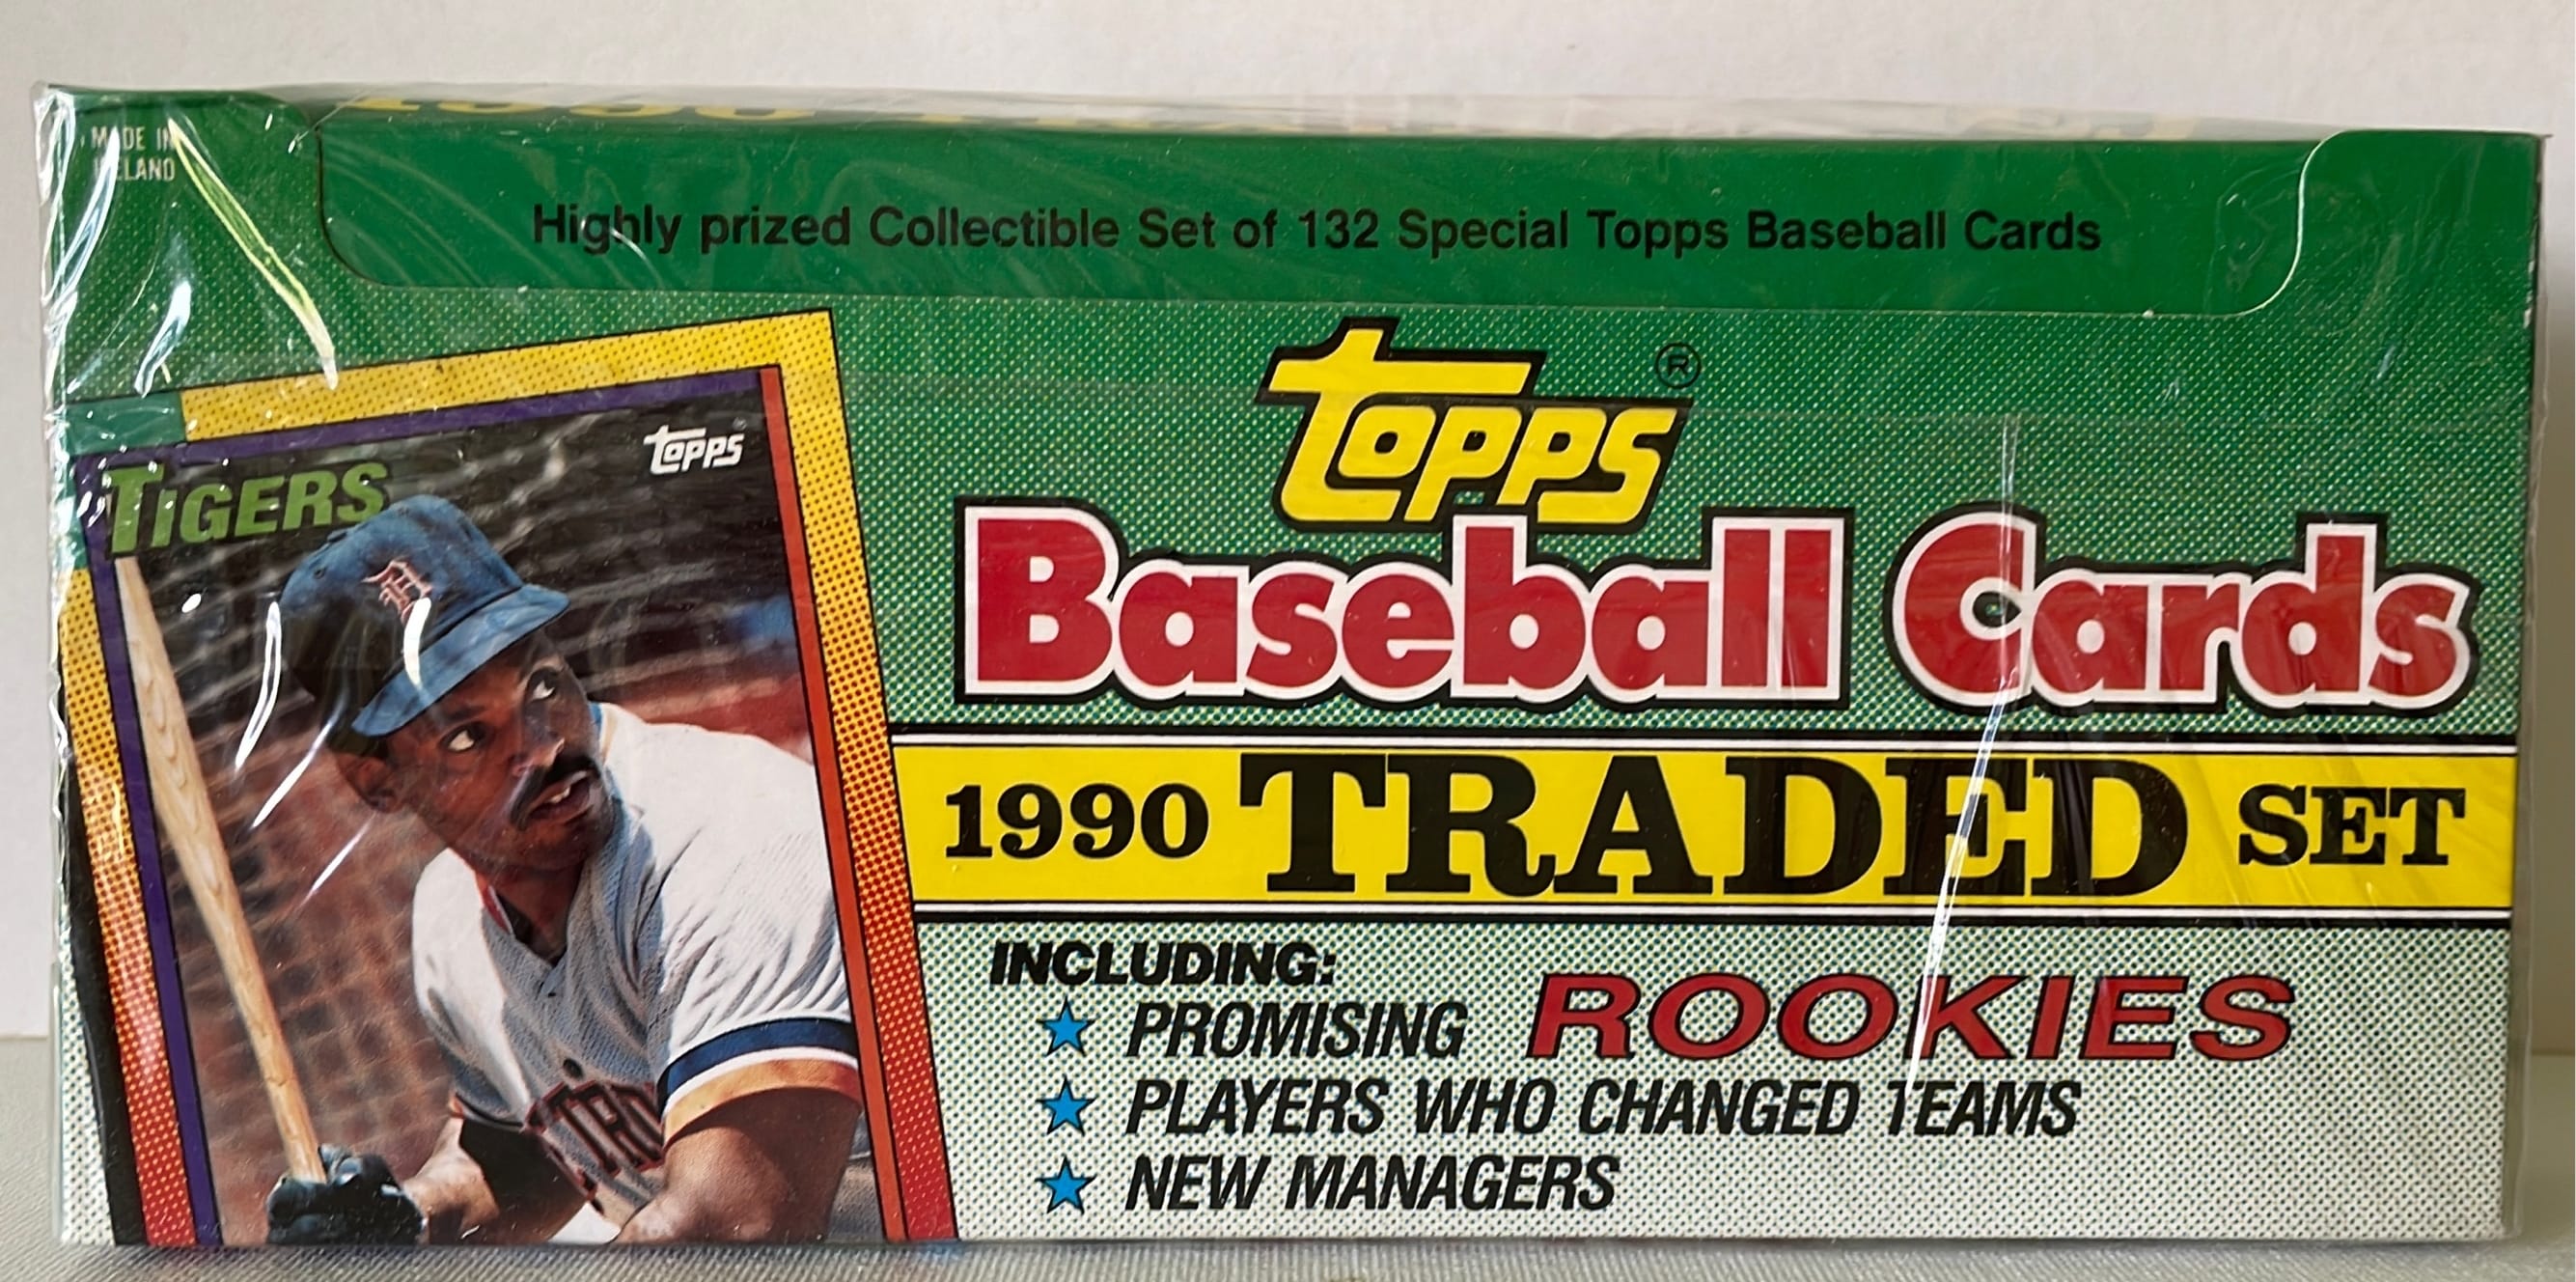 MADE IN
IRELAND
Highly prized Collectible Set of 132 Special Topps Baseball Cards
topps ®
Baseball Cards
1990 TRADED SET
INCLUDING:
★ PROMISING ROOKIES
★ PLAYERS WHO CHANGED TEAMS
★ NEW MANAGERS
TIGERS
topps